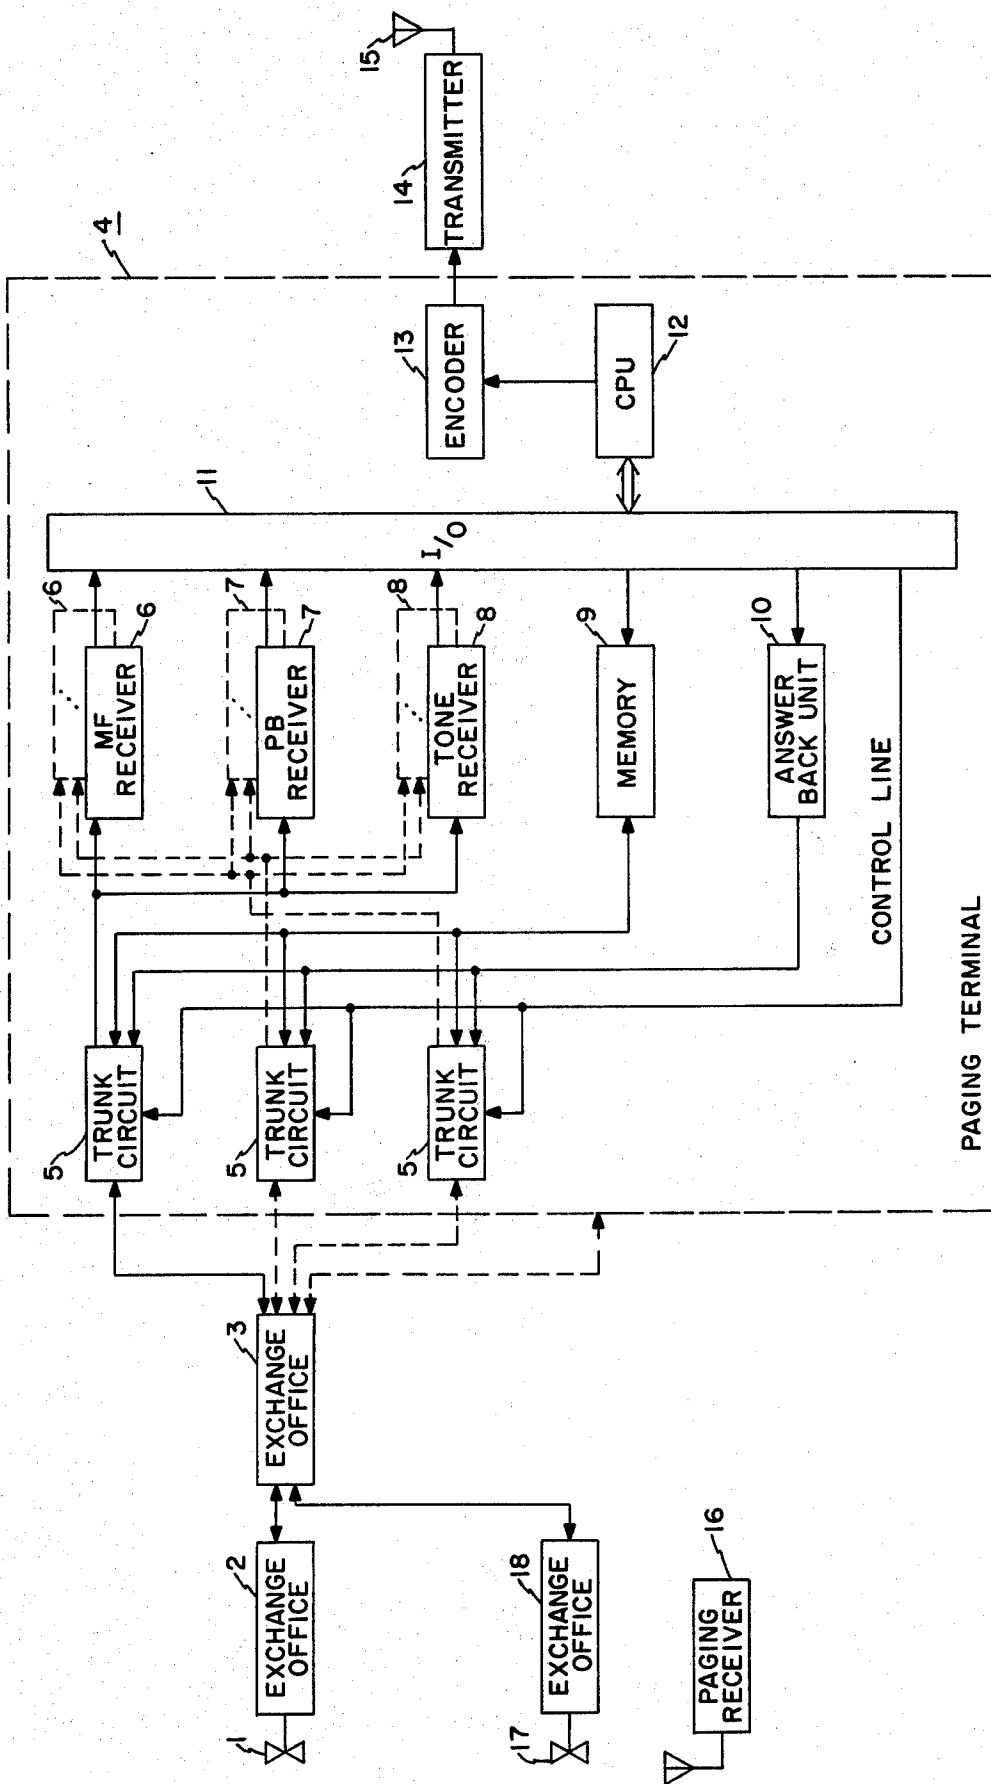 1
2
EXCHANGE
OFFICE
3
EXCHANGE
OFFICE
17
18
EXCHANGE
OFFICE
16
PAGING
RECEIVER
4
5
TRUNK
CIRCUIT
5
TRUNK
CIRCUIT
5
TRUNK
CIRCUIT
6
MF
RECEIVER
6
7
PB
RECEIVER
7
8
TONE
RECEIVER
8
9
MEMORY
10
ANSWER
BACK UNIT
CONTROL LINE
11
I/O
12
CPU
13
ENCODER
14
TRANSMITTER
15
PAGING TERMINAL